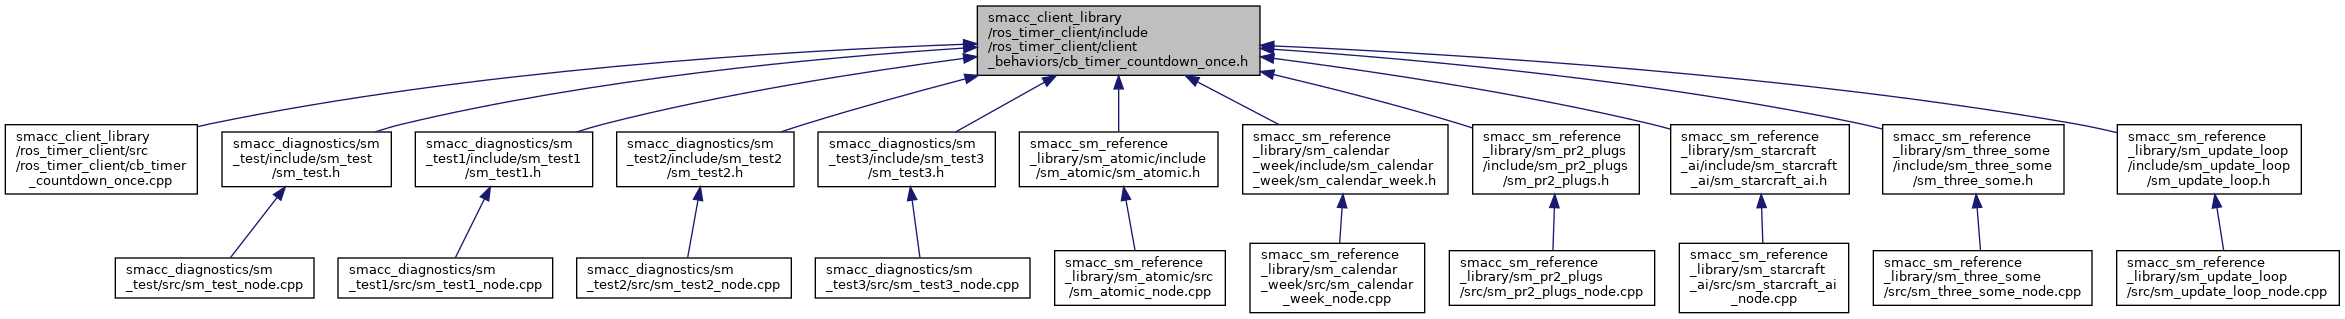 smacc_client_library
/ros_timer_client/include
/ros_timer_client/client
_behaviors/cb_timer_countdown_once.h
smacc_client_library
/ros_timer_client/src
/ros_timer_client/cb_timer
_countdown_once.cpp
smacc_diagnostics/sm
_test/include/sm_test
/sm_test.h
smacc_diagnostics/sm
_test1/include/sm_test1
/sm_test1.h
smacc_diagnostics/sm
_test2/include/sm_test2
/sm_test2.h
smacc_diagnostics/sm
_test3/include/sm_test3
/sm_test3.h
smacc_sm_reference
_library/sm_atomic/include
/sm_atomic/sm_atomic.h
smacc_sm_reference
_library/sm_calendar
_week/include/sm_calendar
_week/sm_calendar_week.h
smacc_sm_reference
_library/sm_pr2_plugs
/include/sm_pr2_plugs
/sm_pr2_plugs.h
smacc_sm_reference
_library/sm_starcraft
_ai/include/sm_starcraft
_ai/sm_starcraft_ai.h
smacc_sm_reference
_library/sm_three_some
/include/sm_three_some
/sm_three_some.h
smacc_sm_reference
_library/sm_update_loop
/include/sm_update_loop
/sm_update_loop.h
smacc_diagnostics/sm
_test/src/sm_test_node.cpp
smacc_diagnostics/sm
_test1/src/sm_test1_node.cpp
smacc_diagnostics/sm
_test2/src/sm_test2_node.cpp
smacc_diagnostics/sm
_test3/src/sm_test3_node.cpp
smacc_sm_reference
_library/sm_atomic/src
/sm_atomic_node.cpp
smacc_sm_reference
_library/sm_calendar
_week/src/sm_calendar
_week_node.cpp
smacc_sm_reference
_library/sm_pr2_plugs
/src/sm_pr2_plugs_node.cpp
smacc_sm_reference
_library/sm_starcraft
_ai/src/sm_starcraft_ai
_node.cpp
smacc_sm_reference
_library/sm_three_some
/src/sm_three_some_node.cpp
smacc_sm_reference
_library/sm_update_loop
/src/sm_update_loop_node.cpp